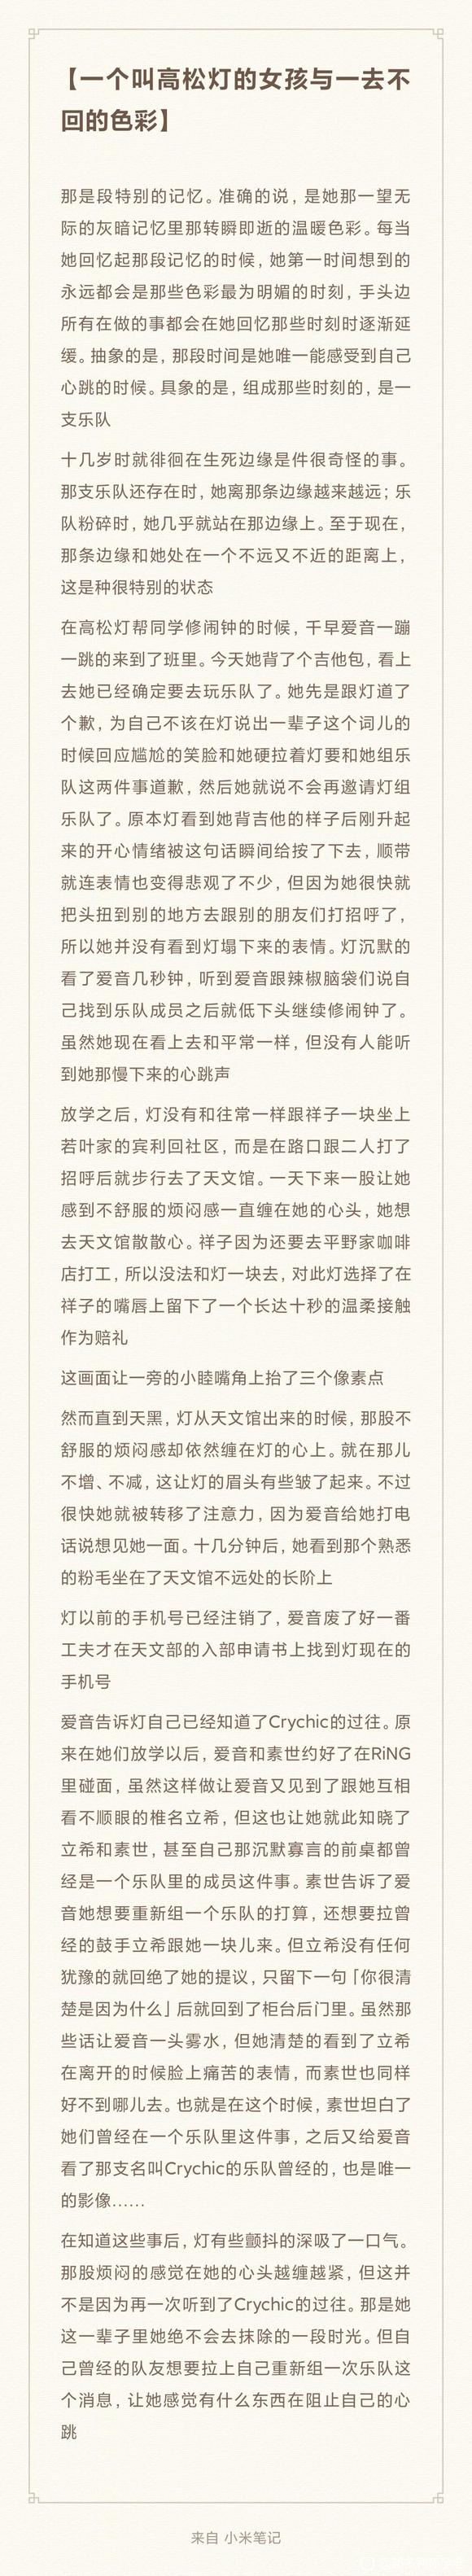 【一个叫高松灯的女孩与一去不
回的色彩】
那是段特别的记忆。准确的说，是她那一望无
际的灰暗记忆里那转瞬即逝的温暖色彩。每当
她回忆起那段记忆的时候，她第一时间想到的
永远都会是那些色彩最为明媚的时刻，手头边
所有在做的事都会在她回忆那些时刻时逐渐延
缓。抽象的是，那段时间是她唯一能感受到自己
心跳的时候。具象的是，组成那些时刻的，是一
支乐队
十几岁时就徘徊在生死边缘是件很奇怪的事。
那支乐队还存在时，她离那条边缘越来越远；乐
队粉碎时，她几乎就站在那边缘上。至于现在，
那条边缘和她处在一个不远又不近的距离上，
这是种很特别的状态
在高松灯帮同学修闹钟的时候，千早爱音一蹦
一跳的来到了班里。今天她背了个吉他包，看上
去她已经确定要去玩乐队了。她先是跟灯道了
个歉，为自己不该在灯说出一辈子这个词儿的
时候回应尴尬的笑脸和她硬拉着灯要和她组乐
队这两件事道歉，然后她就说不会再邀请灯组
乐队了。原本灯看到她背吉他的样子后刚升起
来的开心情绪被这句话瞬间给按了下去，顺带
就连表情也变得悲观了不少，但因为她很快就
把头扭到别的地方去跟别的朋友们打招呼了，
所以她并没有看到灯塌下来的表情。灯沉默的
看了爱音几秒钟，听到爱音跟辣椒脑袋们说自
己找到乐队成员之后就低下头继续修闹钟了。
虽然她现在看上去和平常一样，但没有人能听
到她那慢下来的心跳声
放学之后，灯没有和往常一样跟祥子一块坐上
若叶家的宾利回社区，而是在路口跟二人打了
招呼后就步行去了天文馆。一天下来一股让她
感到不舒服的烦闷感一直缠在她的心头，她想
去天文馆散散心。祥子因为还要去平野家咖啡
店打工，所以没法和灯一块去，对此灯选择了在
祥子的嘴唇上留下了一个长达十秒的温柔接触
作为赔礼
这画面让一旁的小睦嘴角上抬了三个像素点
然而直到天黑，灯从天文馆出来的时候，那股不
舒服的烦闷感却依然缠在灯的心上。就在那儿
不增、不减，这让灯的眉头有些皱了起来。不过
很快她就被转移了注意力，因为爱音给她打电
话说想见她一面。十几分钟后，她看到那个熟悉
的粉毛坐在了天文馆不远处的长阶上
灯以前的手机号已经注销了，爱音废了好一番
工夫才在天文部的入部申请书上找到灯现在的
手机号
爱音告诉灯自己已经知道了Crychic的过往。原
来在她们放学以后，爱音和素世约好了在RiNG
里碰面，虽然这样做让爱音又见到了跟她互相
看不顺眼的椎名立希，但这也让她就此知晓了
立希和素世，甚至自己那沉默寡言的前桌都曾
经是一个乐队里的成员这件事。素世告诉了爱
音她想要重新组一个乐队的打算，还想要拉曾
经的鼓手立希跟她一块儿来。但立希没有任何
犹豫的就回绝了她的提议，只留下一句「你很清
楚是因为什么」后就回到了柜台后门里。虽然那
些话让爱音一头雾水，但她清楚的看到了立希
在离开的时候脸上痛苦的表情，而素世也同样
好不到哪儿去。也就是在这个时候，素世坦白了
她们曾经在一个乐队里这件事，之后又给爱音
看了那支名叫Crychic的乐队曾经的，也是唯一
的影像……
在知道这些事后，灯有些颤抖的深吸了一口气。
那股烦闷的感觉在她的心头越缠越紧，但这并
不是因为再一次听到了Crychic的过往。那是她
这一辈子里她绝不会去抹除的一段时光。但自
己曾经的队友想要拉上自己重新组一次乐队这
个消息，让她感觉有什么东西在阻止自己的心
跳
来自 小米笔记